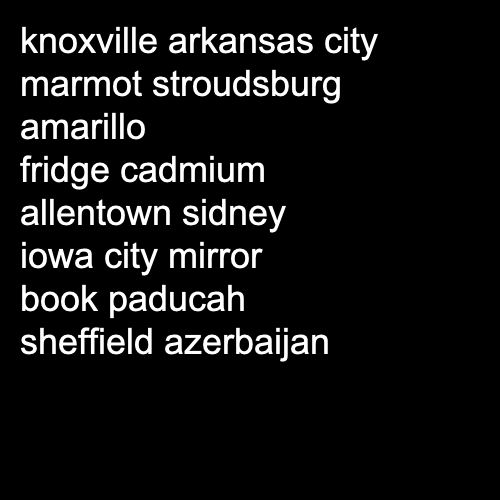 knoxville arkansas city
marmot stroudsburg
amarillo
fridge cadmium
allentown sidney
iowa city mirror
book paducah
sheffield azerbaijan